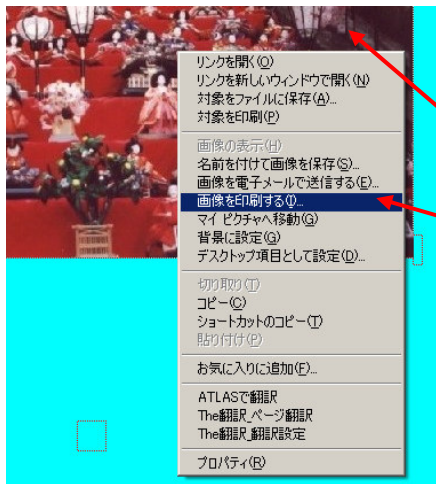 リンクを開く(O)
リンクを新しいウィンドウで開く(N)
対象をファイルに保存(A)...
対象を印刷(P)
画像の表示(H)
名前を付けて画像を保存(S)...
画像を電子メールで送信する(E)...
画像を印刷する(I)...
マイ ピクチャへ移動(G)
背景に設定(G)
デスクトップ項目として設定(D)...
切り取り(T)
コピー(C)
ショートカットのコピー(T)
貼り付け(P)
お気に入りに追加(F)...
ATLASで翻訳
The翻訳_ページ翻訳
The翻訳_翻訳設定
プロパティ(R)